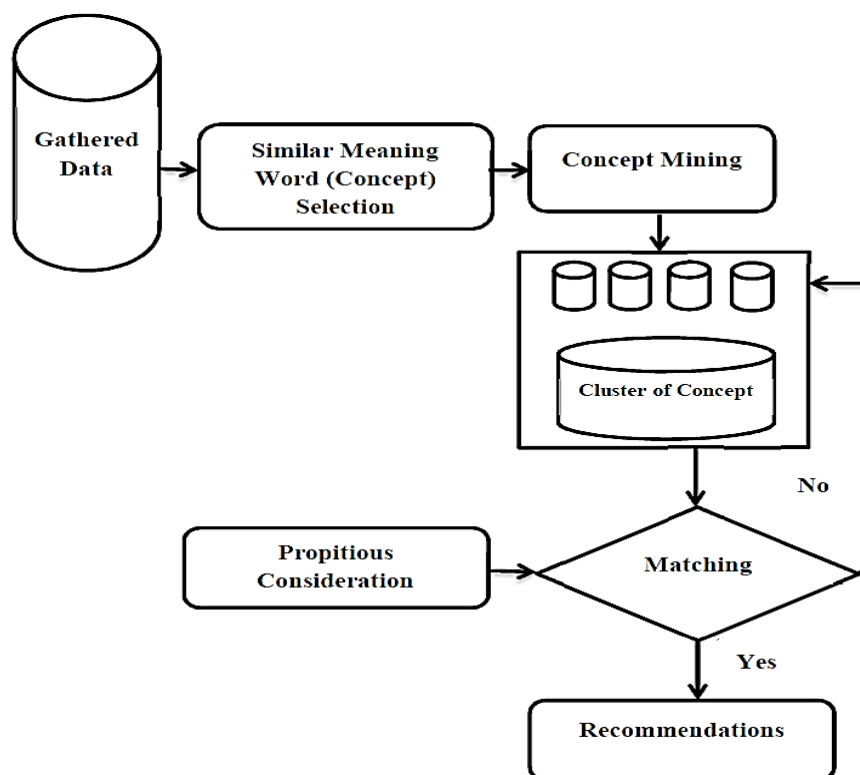 Gathered
Data
Similar Meaning
Word (Concept)
Selection
Concept Mining
Cluster of Concept
No
Propitious
Consideration
Matching
Yes
Recommendations